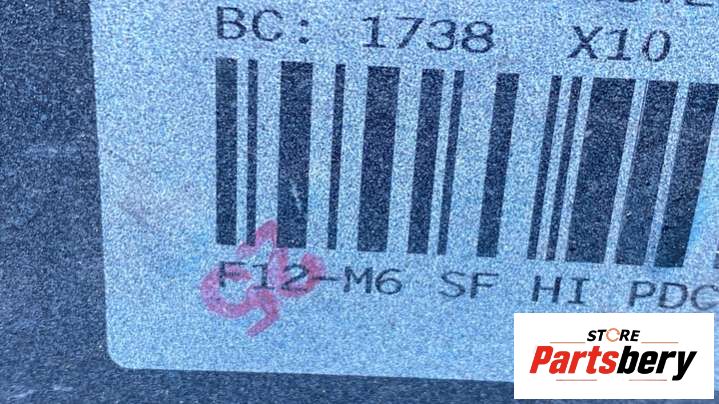 BC: 1738 X10
F12-M6 SF HI PDC
STORE
Partsbery